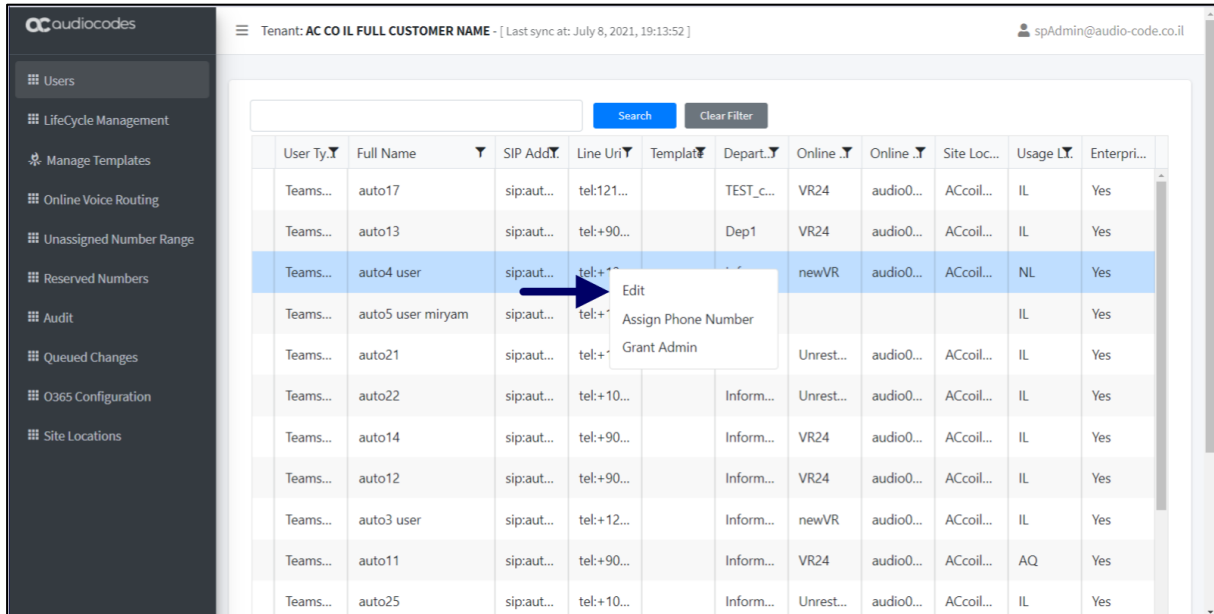 audiocodes
Tenant: AC CO IL FULL CUSTOMER NAME - [ Last sync at: July 8, 2021, 19:13:52 ]
spAdmin@audio-code.co.il
Users
LifeCycle Management
Manage Templates
Online Voice Routing
Unassigned Number Range
Reserved Numbers
Audit
Queued Changes
O365 Configuration
Site Locations
Search Clear Filter
User Ty. Full Name SIP Add. Line Uri Template Depart.. Online .. Online .. Site Loc... Usage L. Enterpri...
Teams... auto17 sip:aut... tel:121... TEST_c... VR24 audio0... ACcoil... IL Yes
Teams... auto13 sip:aut... tel:+90... Dep1 VR24 audio0... ACcoil... IL Yes
Teams... auto4 user sip:aut... newVR audio0... ACcoil... NL Yes
Edit
Teams... auto5 user miryam sip:aut... tel:+1 IL Yes
Assign Phone Number
Grant Admin
Teams... auto21 sip:aut... tel:+1 Unrest... audio0... ACcoil... IL Yes
Teams... auto22 sip:aut... tel:+10... Inform... Unrest... audio0... ACcoil... IL Yes
Teams... auto14 sip:aut... tel:+90... Inform... VR24 audio0... ACcoil... IL Yes
Teams... auto12 sip:aut... tel:+90... Inform... VR24 audio0... ACcoil... IL Yes
Teams... auto3 user sip:aut... tel:+12... Inform... newVR audio0... ACcoil... IL Yes
Teams... auto11 sip:aut... tel:+90... Inform... VR24 audio0... ACcoil... AQ Yes
Teams... auto25 sip:aut... tel:+10... Inform... Unrest... audio0... ACcoil... IL Yes